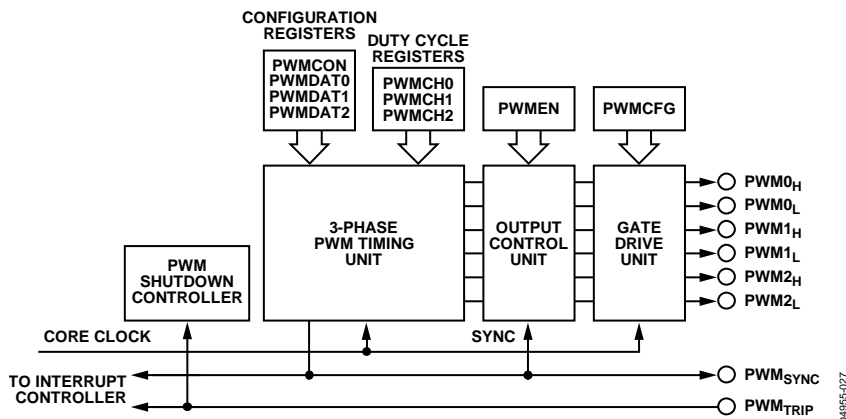 CONFIGURATION
REGISTERS
DUTY CYCLE
REGISTERS
PWMCON
PWMDAT0
PWMDAT1
PWMDAT2
PWMCH0
PWMCH1
PWMCH2
PWMEN
PWMCFG
3-PHASE
PWM TIMING
UNIT
OUTPUT
CONTROL
UNIT
GATE
DRIVE
UNIT
PWM0H
PWM0L
PWM1H
PWM1L
PWM2H
PWM2L
PWM
SHUTDOWN
CONTROLLER
CORE CLOCK
SYNC
TO INTERRUPT
CONTROLLER
PWMSYNC
PWMTRIP
04955-027